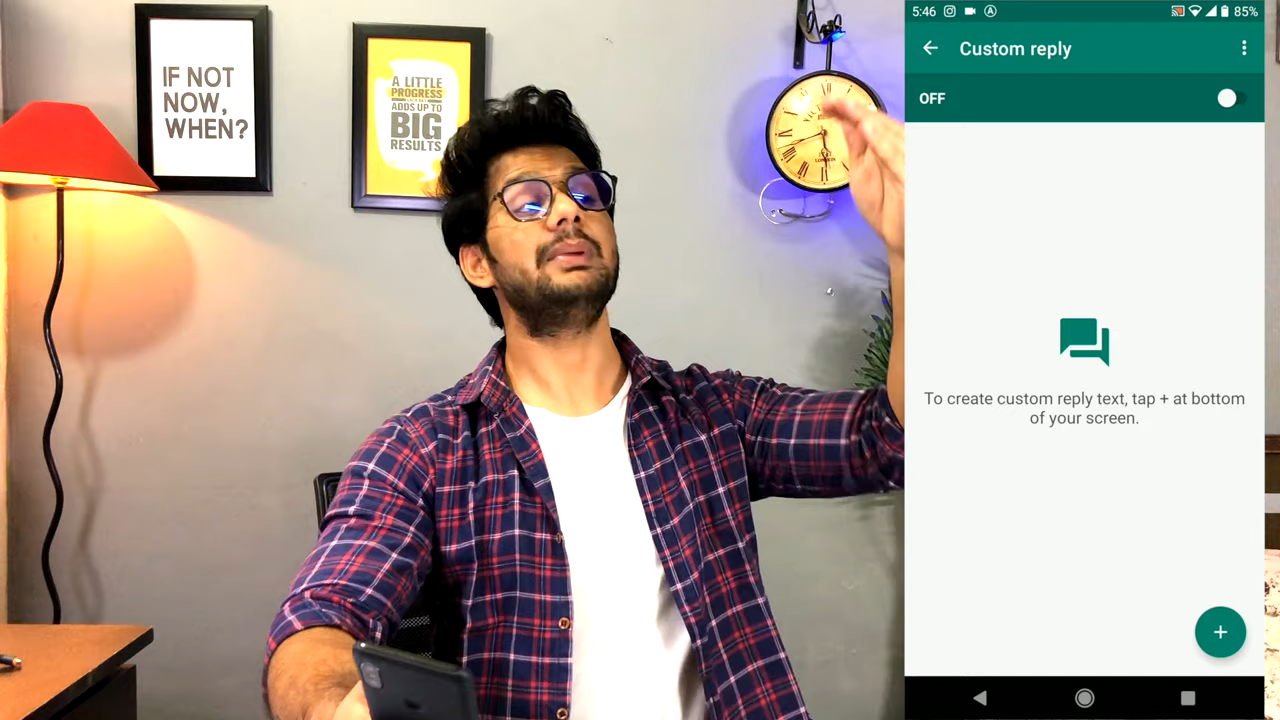 IF NOT
NOW,
WHEN?
A LITTLE
PROGRESS
ADDS UP TO
BIG
RESULTS
LONDON
5:46
85%
Custom reply
OFF
To create custom reply text, tap + at bottom
of your screen.
+